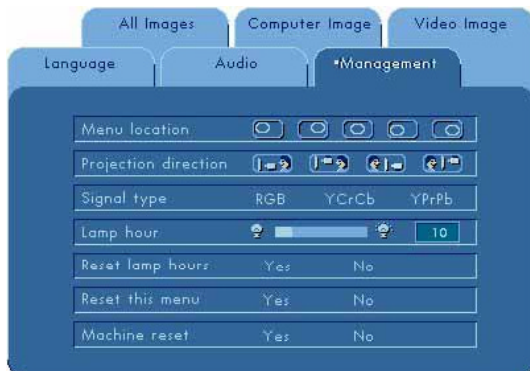 All Images Computer Image Video Image
Language Audio *Management
Menu location
Projection direction
Signal type RGB YCrCb YPrPb
Lamp hour 10
Reset lamp hours Yes No
Reset this menu Yes No
Machine reset Yes No